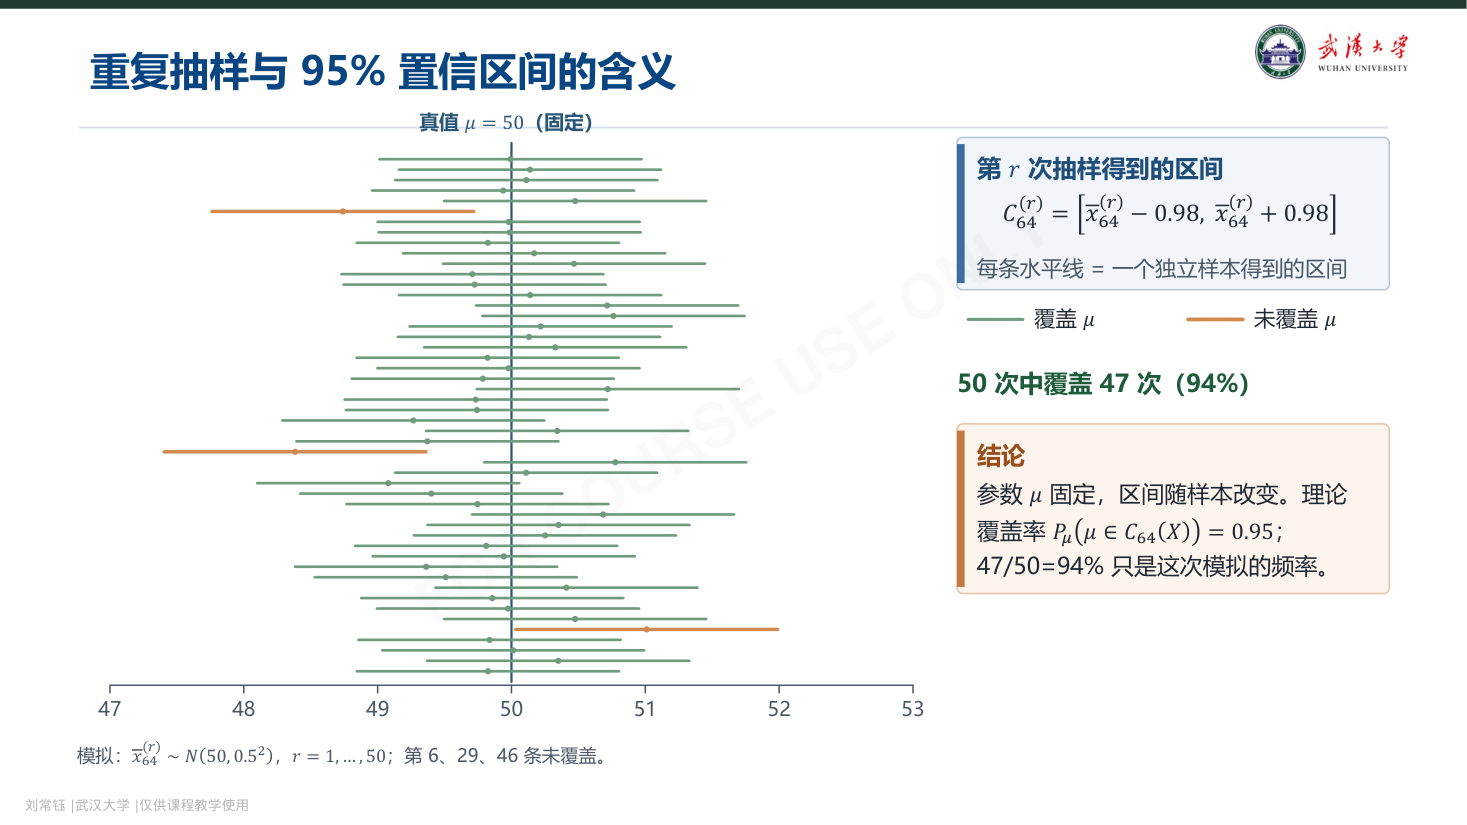 重复抽样与 95% 置信区间的含义
武汉大学
WUHAN UNIVERSITY
真值 μ = 50（固定）
47 48 49 50 51 52 53
模拟：x̄₆₄⁽ʳ⁾ ~ N(50, 0.5²)，r = 1, …, 50；第 6、29、46 条未覆盖。
第 r 次抽样得到的区间
C₆₄⁽ʳ⁾ = [x̄₆₄⁽ʳ⁾ − 0.98, x̄₆₄⁽ʳ⁾ + 0.98]
每条水平线 = 一个独立样本得到的区间
覆盖 μ
未覆盖 μ
50 次中覆盖 47 次（94%）
结论
参数 μ 固定，区间随样本改变。理论
覆盖率 Pμ(μ ∈ C₆₄(X)) = 0.95；
47/50=94% 只是这次模拟的频率。
刘常钰 |武汉大学 |仅供课程教学使用